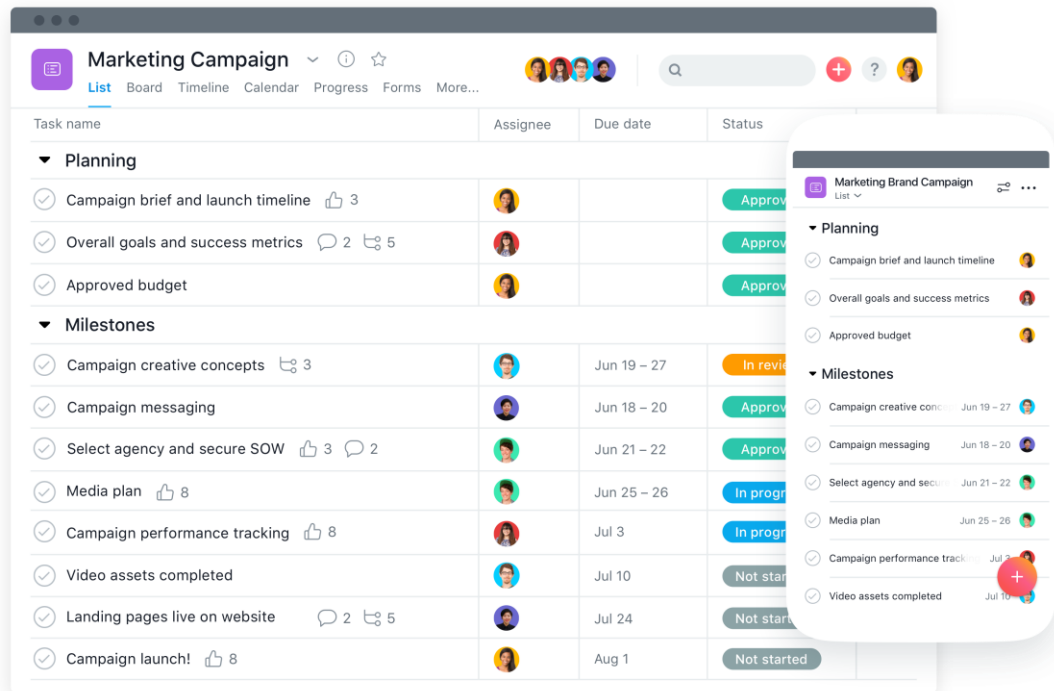 Marketing Campaign
List Board Timeline Calendar Progress Forms More...
?
Task name Assignee Due date Status
Planning
Campaign brief and launch timeline 3 Approv
Overall goals and success metrics 2 5 Approv
Approved budget Approv
Milestones
Campaign creative concepts 3 Jun 19 – 27 In revie
Campaign messaging Jun 18 – 20 Approv
Select agency and secure SOW 3 2 Jun 21 – 22 Approv
Media plan 8 Jun 25 – 26 In progr
Campaign performance tracking 8 Jul 3 In progr
Video assets completed Jul 10 Not star
Landing pages live on website 2 5 Jul 24 Not start
Campaign launch! 8 Aug 1 Not started
Marketing Brand Campaign
List
Planning
Campaign brief and launch timeline
Overall goals and success metrics
Approved budget
Milestones
Campaign creative conc Jun 19 – 27
Campaign messaging Jun 18 – 20
Select agency and secu Jun 21 – 22
Media plan Jun 25 – 26
Campaign performance track Jul
Video assets completed Jul 10